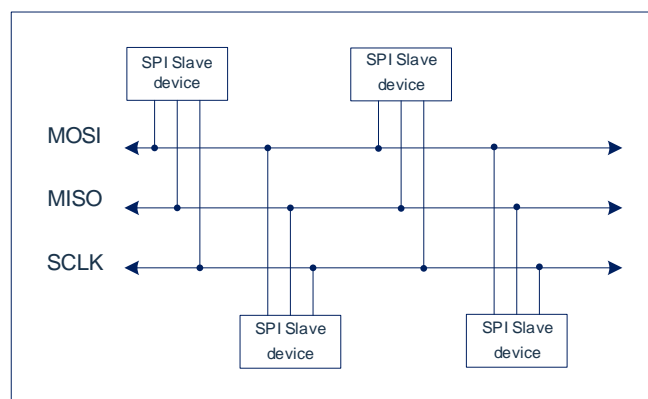 SPI Slave
device
SPI Slave
device
MOSI
MISO
SCLK
SPI Slave
device
SPI Slave
device